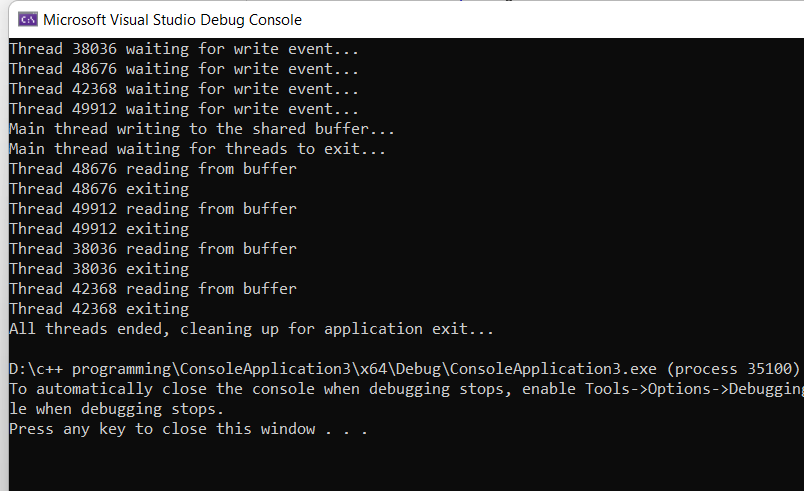 Microsoft Visual Studio Debug Console
Thread 38036 waiting for write event...
Thread 48676 waiting for write event...
Thread 42368 waiting for write event...
Thread 49912 waiting for write event...
Main thread writing to the shared buffer...
Main thread waiting for threads to exit...
Thread 48676 reading from buffer
Thread 48676 exiting
Thread 49912 reading from buffer
Thread 49912 exiting
Thread 38036 reading from buffer
Thread 38036 exiting
Thread 42368 reading from buffer
Thread 42368 exiting
All threads ended, cleaning up for application exit...
D:\c++ programming\ConsoleApplication3\x64\Debug\ConsoleApplication3.exe (process 35100)
To automatically close the console when debugging stops, enable Tools->Options->Debugging
le when debugging stops.
Press any key to close this window . . .